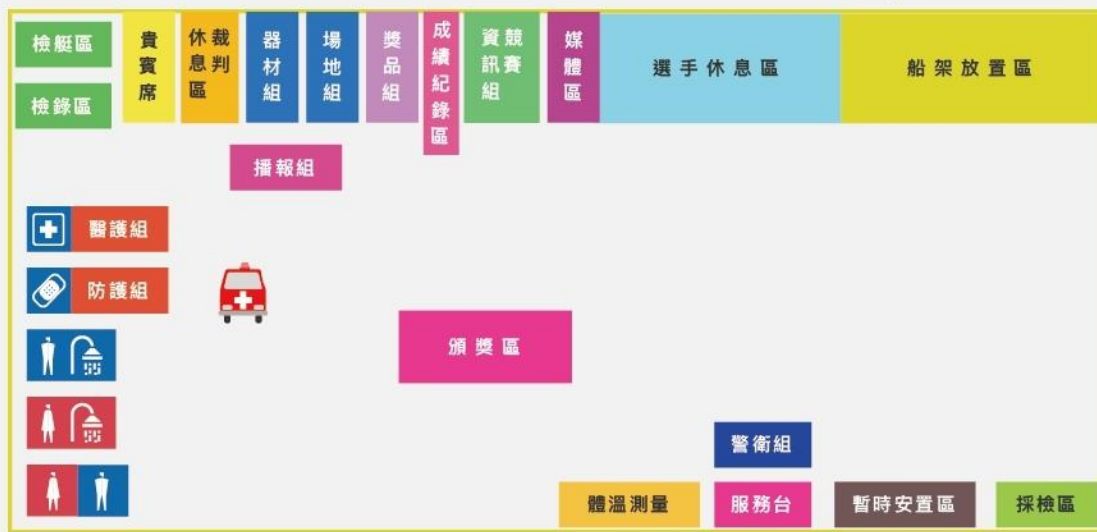 檢艇區
檢錄區
貴賓席
裁判
休息區
器材組
場地組
獎品組
成績紀錄區
競賽
資訊組
媒體區
選手休息區
船架放置區
播報組
醫護組
防護組
頒獎區
警衛組
體溫測量
服務台
暫時安置區
採檢區